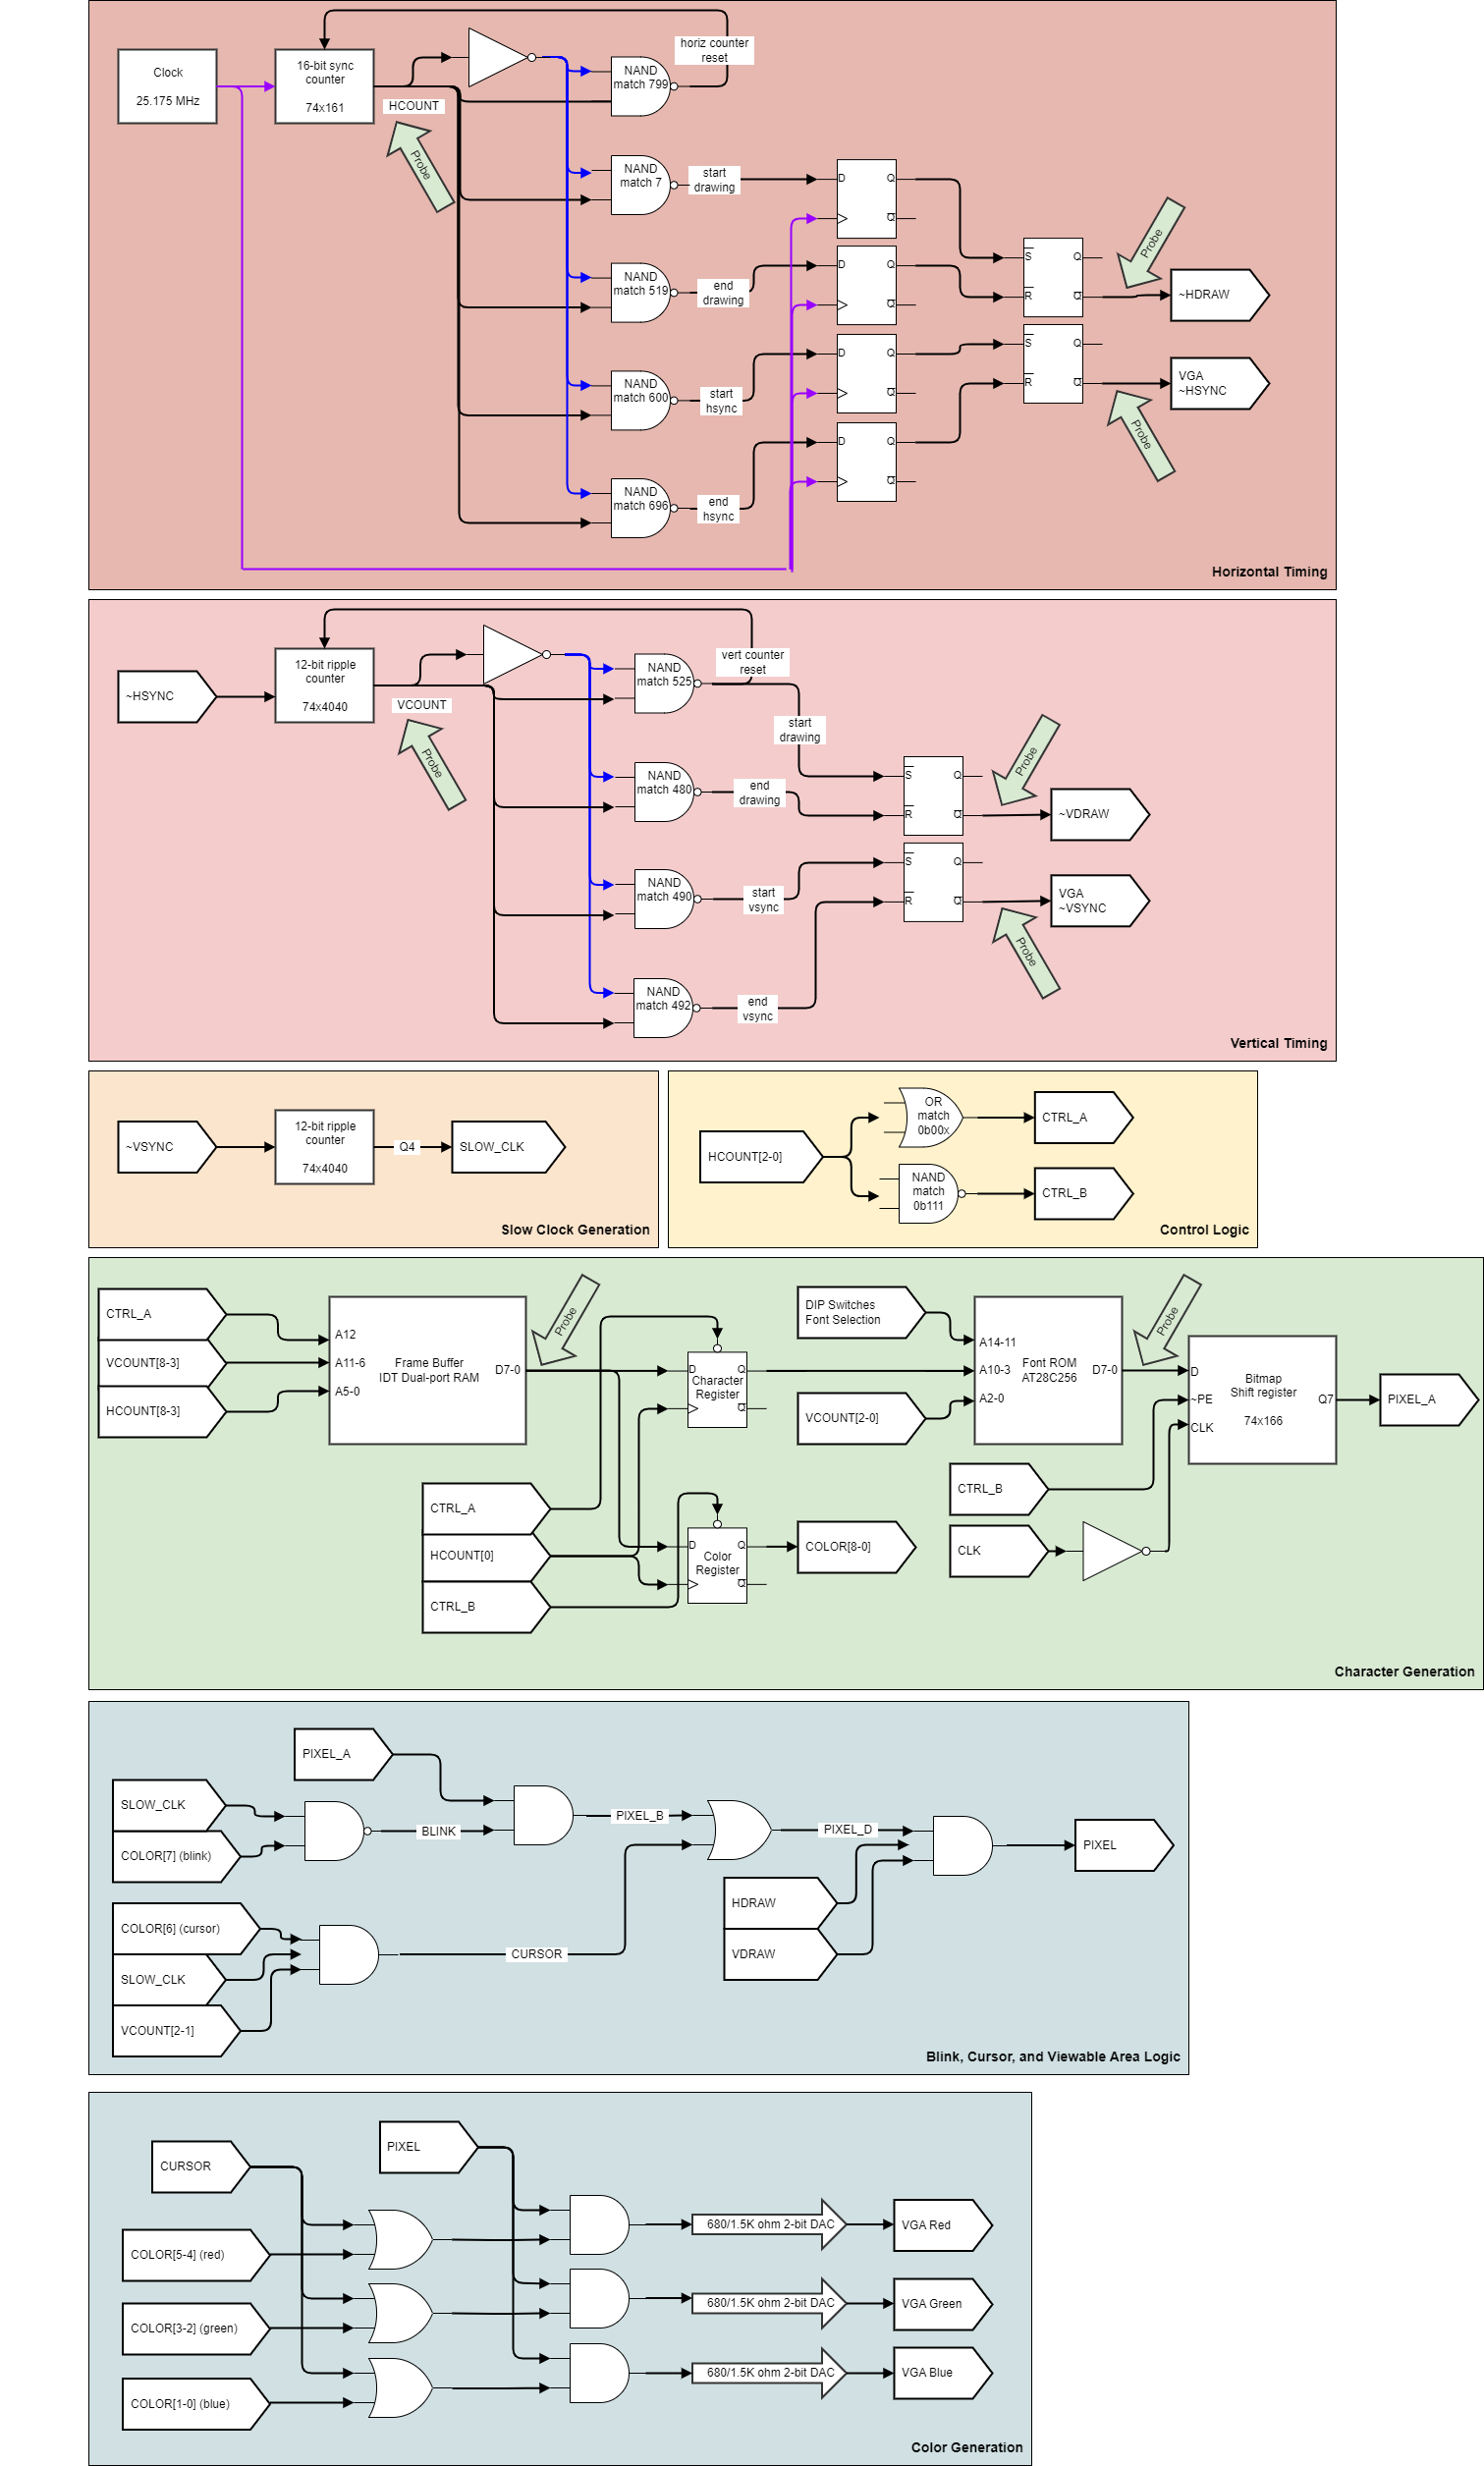 Clock
25.175 MHz
16-bit sync
counter
74x161
HCOUNT
Probe
NAND
match 799
horiz counter
reset
NAND
match 7
start
drawing
NAND
match 519
end
drawing
NAND
match 600
start
hsync
NAND
match 696
end
hsync
D
Q
Q
D
Q
Q
D
Q
Q
D
Q
Q
S
Q
R
Q
S
Q
R
Q
Probe
~HDRAW
VGA
~HSYNC
Probe
Horizontal Timing
~HSYNC
12-bit ripple
counter
74x4040
VCOUNT
Probe
NAND
match 525
vert counter
reset
start
drawing
NAND
match 480
end
drawing
NAND
match 490
start
vsync
NAND
match 492
end
vsync
S
Q
R
Q
S
Q
R
Q
Probe
~VDRAW
VGA
~VSYNC
Probe
Vertical Timing
~VSYNC
12-bit ripple
counter
74x4040
Q4
SLOW_CLK
Slow Clock Generation
HCOUNT[2-0]
OR
match
0b00x
CTRL_A
NAND
match
0b111
CTRL_B
Control Logic
CTRL_A
VCOUNT[8-3]
HCOUNT[8-3]
A12
A11-6
A5-0
Frame Buffer
IDT Dual-port RAM
D7-0
Probe
D
Q
Character
Register
Q
CTRL_A
HCOUNT[0]
CTRL_B
D
Q
Color
Register
Q
COLOR[8-0]
DIP Switches
Font Selection
VCOUNT[2-0]
A14-11
A10-3
A2-0
Font ROM
AT28C256
D7-0
Probe
D
~PE
CLK
Bitmap
Shift register
74x166
Q7
PIXEL_A
CTRL_B
CLK
Character Generation
PIXEL_A
SLOW_CLK
COLOR[7] (blink)
BLINK
PIXEL_B
COLOR[6] (cursor)
SLOW_CLK
VCOUNT[2-1]
CURSOR
PIXEL_D
HDRAW
VDRAW
PIXEL
Blink, Cursor, and Viewable Area Logic
CURSOR
PIXEL
COLOR[5-4] (red)
COLOR[3-2] (green)
COLOR[1-0] (blue)
680/1.5K ohm 2-bit DAC
VGA Red
680/1.5K ohm 2-bit DAC
VGA Green
680/1.5K ohm 2-bit DAC
VGA Blue
Color Generation